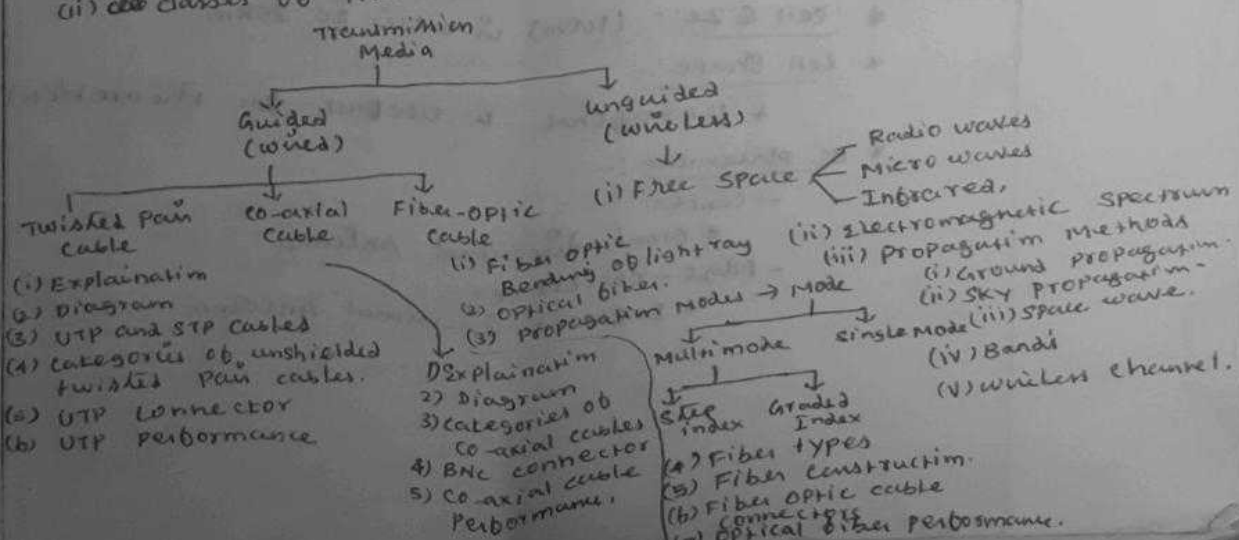 (ii) classes
Transmission
Media
Guided
(wired)
unguided
(wireless)
Twisted Pair
Cable
Co-axial
Cable
Fiber-optic
Cable
(i) Free Space
Radio waves
Micro waves
Infrared,
(ii) Electromagnetic Spectrum
(iii) Propagation Methods
(i) Ground Propagation.
(ii) Sky Propagation-
(iii) Space wave.
(iv) Bands
(v) wireless channel.
(1) Explaination
(2) Diagram
(3) UTP and STP Cables
(4) Categories of unshielded
twisted Pair cables.
(5) UTP Connector
(6) UTP Performance
1) Explaination
2) Diagram
3) Categories of
Co-axial cables
4) BNC connector
5) Co-axial cable
Performance.
(1) Fiber optic
Bending of light ray
(2) optical fiber.
(3) Propagation Modes → Mode
Multimode
Single Mode
Step
index
Graded
Index
(4) Fiber types
(5) Fiber Construction.
(6) Fiber optic cable
connectors
optical fiber performance.